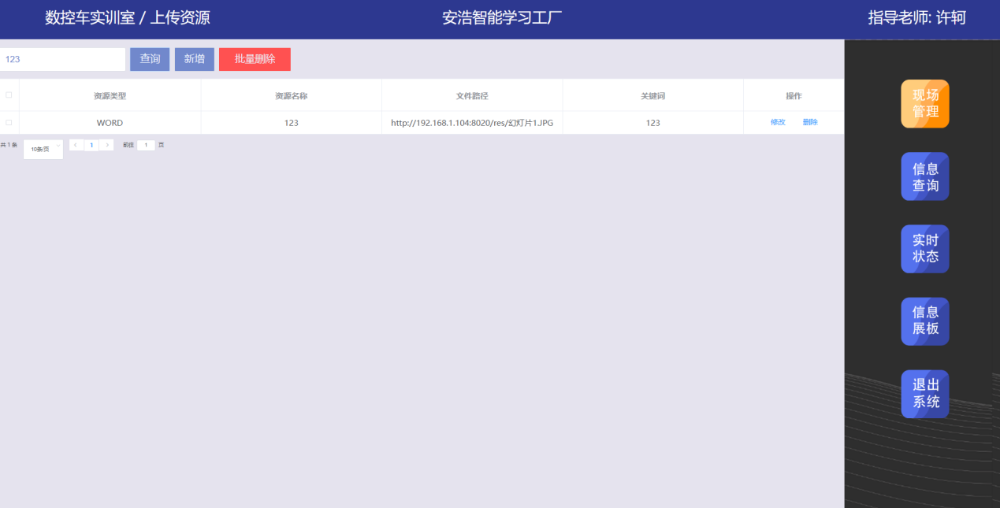 数控车实训室 / 上传资源
安浩智能学习工厂
指导老师: 许轲
123
查询
新增
批量删除
资源类型
资源名称
文件路径
关键词
操作
WORD
123
http://192.168.1.104:8020/res/幻灯片1.JPG
123
修改
删除
共 1 条
10条/页
1
前往
1
页
现场
管理
信息
查询
实时
状态
信息
展板
退出
系统